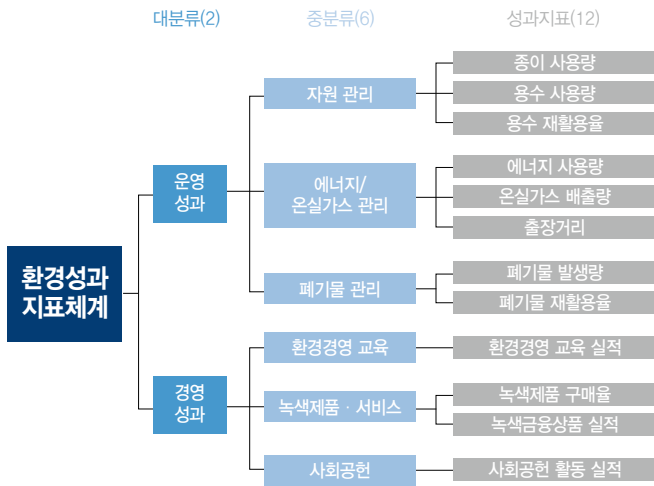 대분류(2)
중분류(6)
성과지표(12)
환경성과
지표체계
운영
성과
자원 관리
종이 사용량
용수 사용량
용수 재활용율
에너지/
온실가스 관리
에너지 사용량
온실가스 배출량
출장거리
폐기물 관리
폐기물 발생량
폐기물 재활용율
경영
성과
환경경영 교육
환경경영 교육 실적
녹색제품 · 서비스
녹색제품 구매율
녹색금융상품 실적
사회공헌
사회공헌 활동 실적